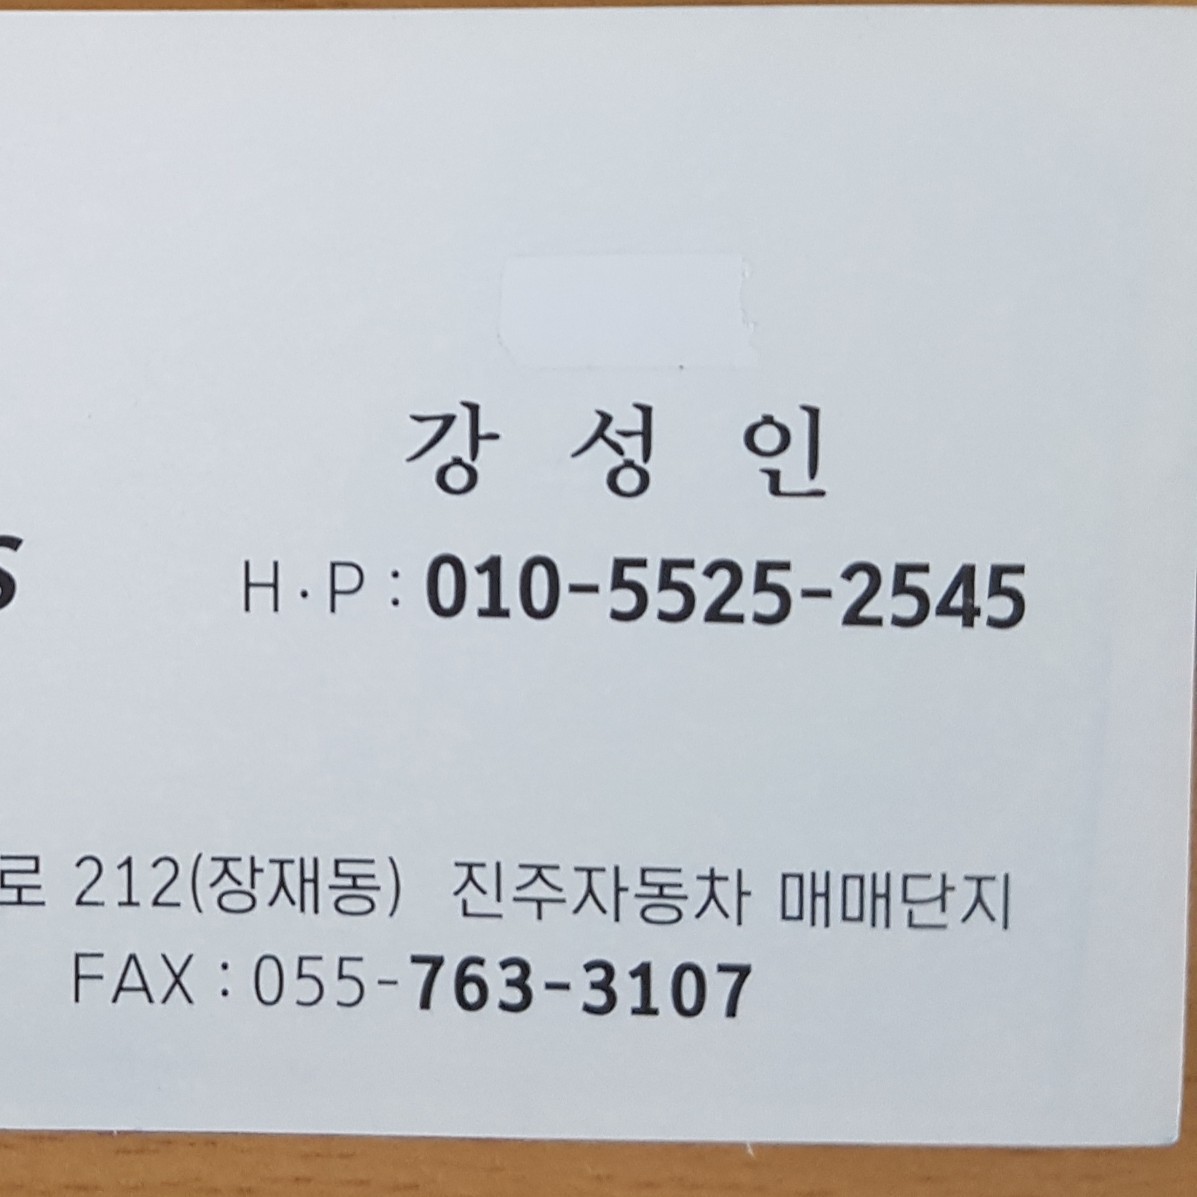 강 성 인
S
H·P : 010-5525-2545
로 212(장재동) 진주자동차 매매단지
FAX : 055-763-3107